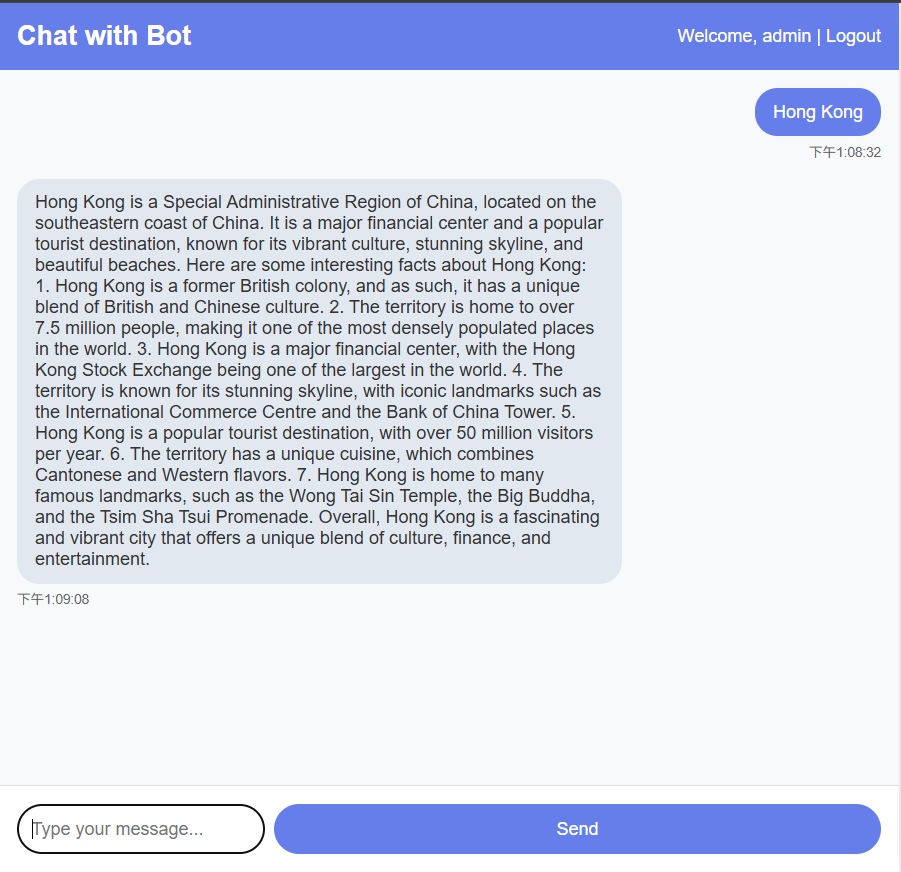 Chat with Bot
Welcome, admin | Logout
Hong Kong
下午1:08:32
Hong Kong is a Special Administrative Region of China, located on the
southeastern coast of China. It is a major financial center and a popular
tourist destination, known for its vibrant culture, stunning skyline, and
beautiful beaches. Here are some interesting facts about Hong Kong:
1. Hong Kong is a former British colony, and as such, it has a unique
blend of British and Chinese culture. 2. The territory is home to over
7.5 million people, making it one of the most densely populated places
in the world. 3. Hong Kong is a major financial center, with the Hong
Kong Stock Exchange being one of the largest in the world. 4. The
territory is known for its stunning skyline, with iconic landmarks such as
the International Commerce Centre and the Bank of China Tower. 5.
Hong Kong is a popular tourist destination, with over 50 million visitors
per year. 6. The territory has a unique cuisine, which combines
Cantonese and Western flavors. 7. Hong Kong is home to many
famous landmarks, such as the Wong Tai Sin Temple, the Big Buddha,
and the Tsim Sha Tsui Promenade. Overall, Hong Kong is a fascinating
and vibrant city that offers a unique blend of culture, finance, and
entertainment.
下午1:09:08
Type your message...
Send